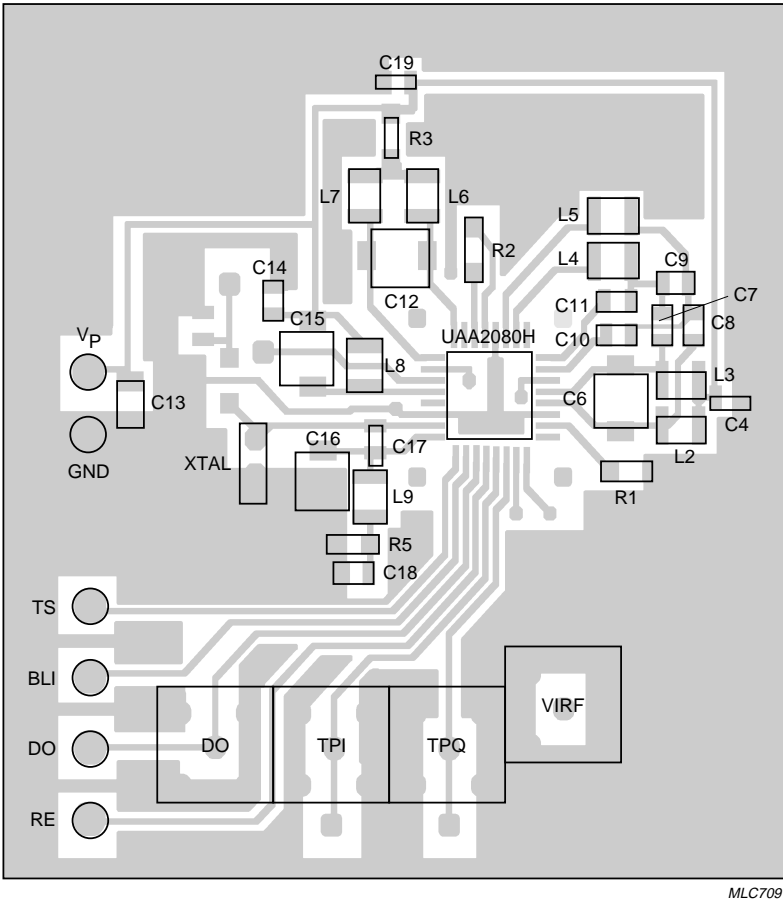 C19
R3
L7
L6
L5
R2
L4
C9
C14
C7
C12
C11
C15
C8
V P
UAA2080H
C10
L8
L3
C6
C13
C4
C17
C16
XTAL
GND
L2
L9
R1
R5
C18
TS
BLI
VIRF
DO
DO
TPI
TPQ
RE
MLC709